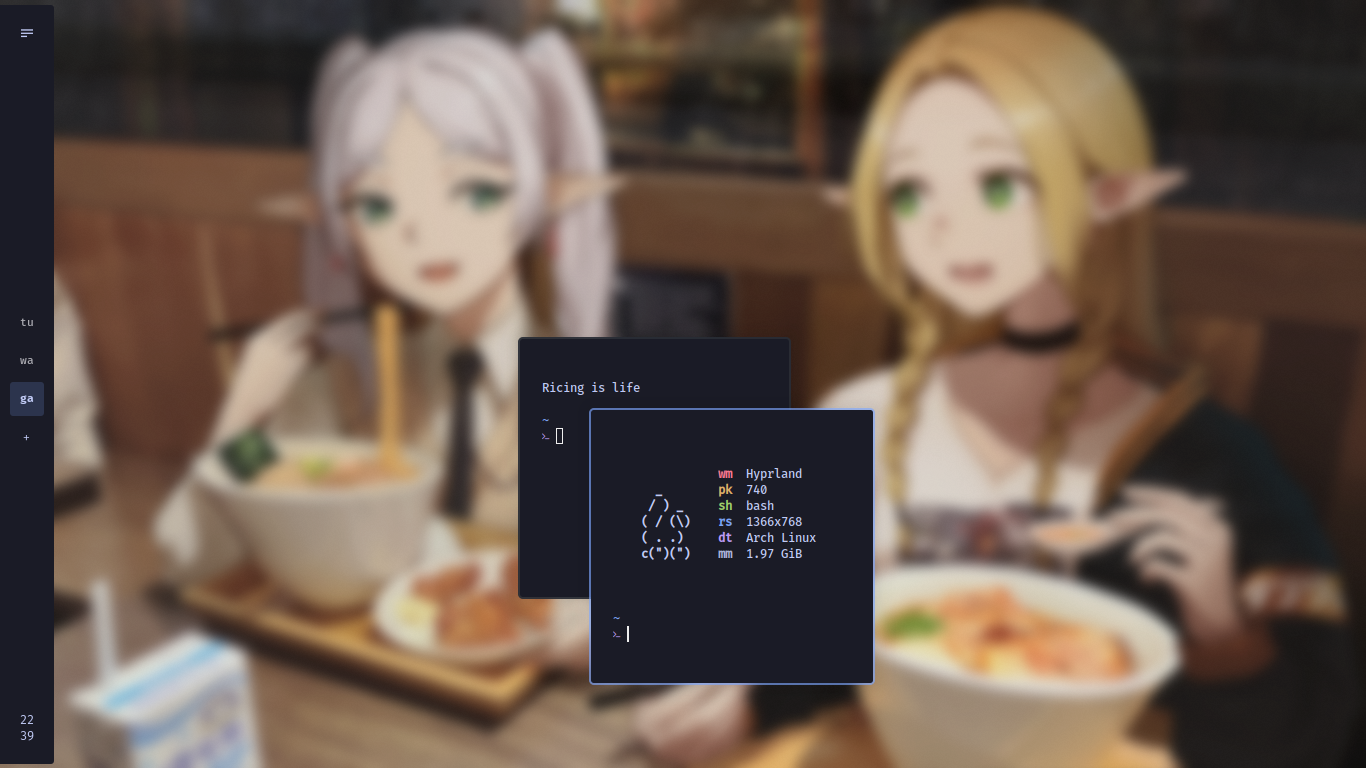 tu
wa
ga
+
22
39
Ricing is life
~
wm Hyprland
pk 740
sh bash
rs 1366x768
dt Arch Linux
mm 1.97 GiB
   _
  / ) _
 ( / (\)
 ( . .)
 c(")(")
~